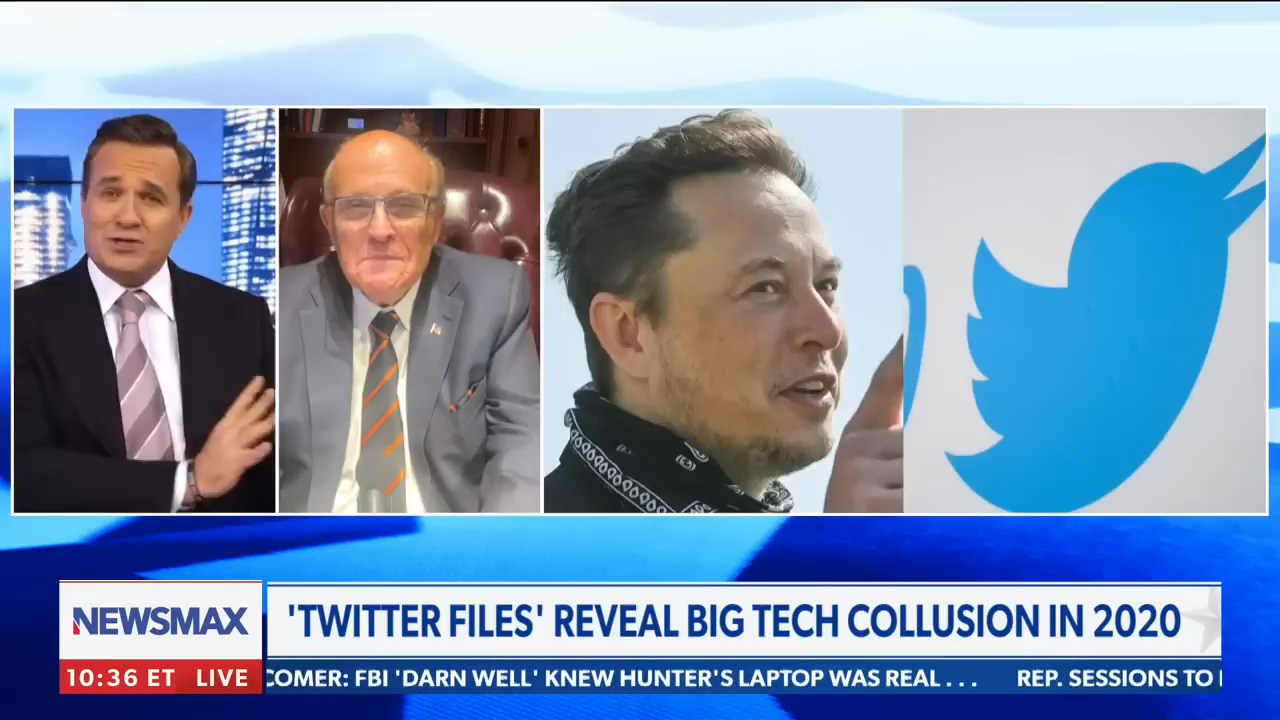 NEWSMAX
'TWITTER FILES' REVEAL BIG TECH COLLUSION IN 2020
10:36 ET LIVE
COMER: FBI 'DARN WELL' KNEW HUNTER'S LAPTOP WAS REAL . . . REP. SESSIONS TO